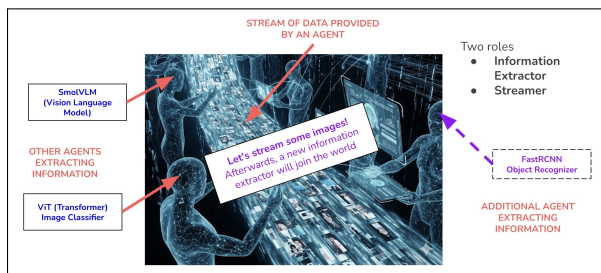 STREAM OF DATA PROVIDED
BY AN AGENT
Two roles
● Information
Extractor
● Streamer
SmolVLM
(Vision Language
Model)
Let's stream some images!
Afterwards, a new information
extractor will join the world
OTHER AGENTS
EXTRACTING
INFORMATION
FastRCNN
Object Recognizer
ViT (Transformer)
Image Classifier
ADDITIONAL AGENT
EXTRACTING
INFORMATION